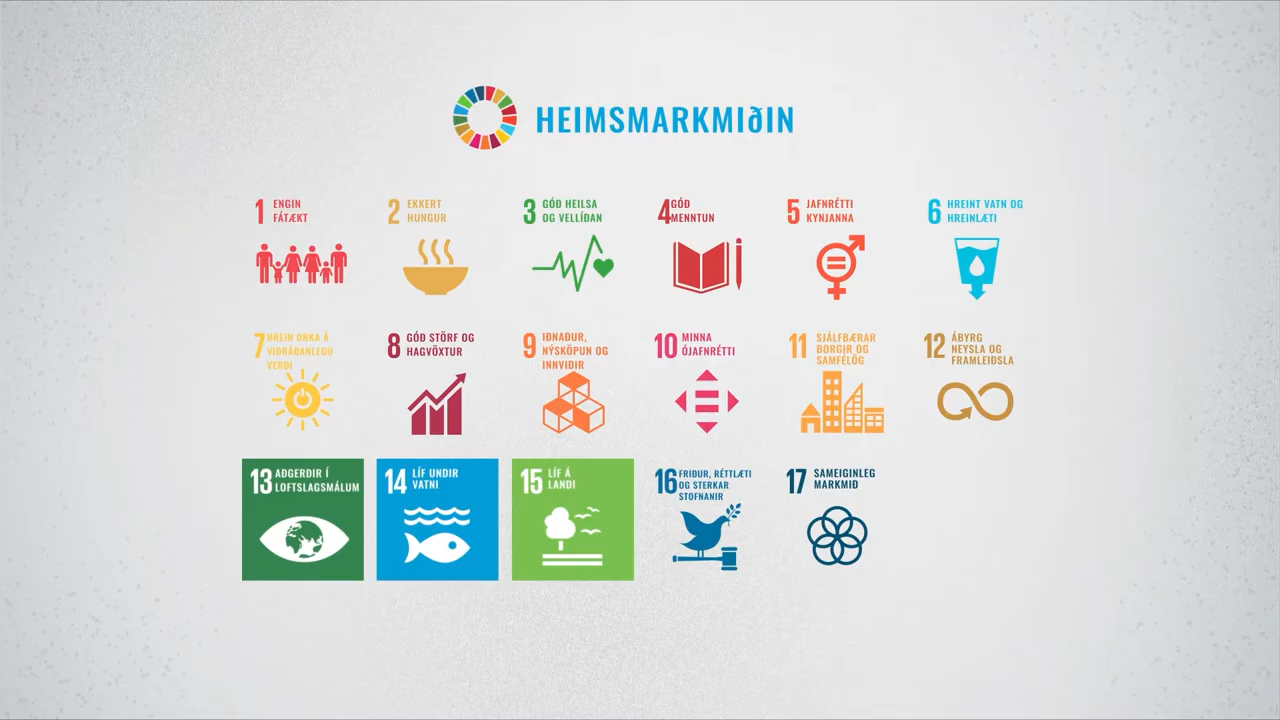 HEIMSMARKMIÐIN
1 ENGIN
FÁTÆKT
2 EKKERT
HUNGUR
3 GÓÐ HEILSA
OG VELLÍÐAN
4 GÓÐ
MENNTUN
5 JAFNRÉTTI
KYNJANNA
6 HREINT VATN OG
HREINLÆTI
7 HREIN ORKA Á
VIÐRÁÐANLEGU
VERÐI
8 GÓÐ STÖRF OG
HAGVÖXTUR
9 IÐNAÐUR,
NÝSKÖPUN OG
INNVIÐIR
10 MINNA
ÓJAFNRÉTTI
11 SJÁLFBÆRAR
BORGIR OG
SAMFÉLÖG
12 ÁBYRG
NEYSLA OG
FRAMLEIÐSLA
13 AÐGERÐIR Í
LOFTSLAGSMÁLUM
14 LÍF UNDIR
VATNI
15 LÍF Á
LANDI
16 FRIÐUR, RÉTTLÆTI
OG STERKAR
STOFNANIR
17 SAMEIGINLEG
MARKMIÐ